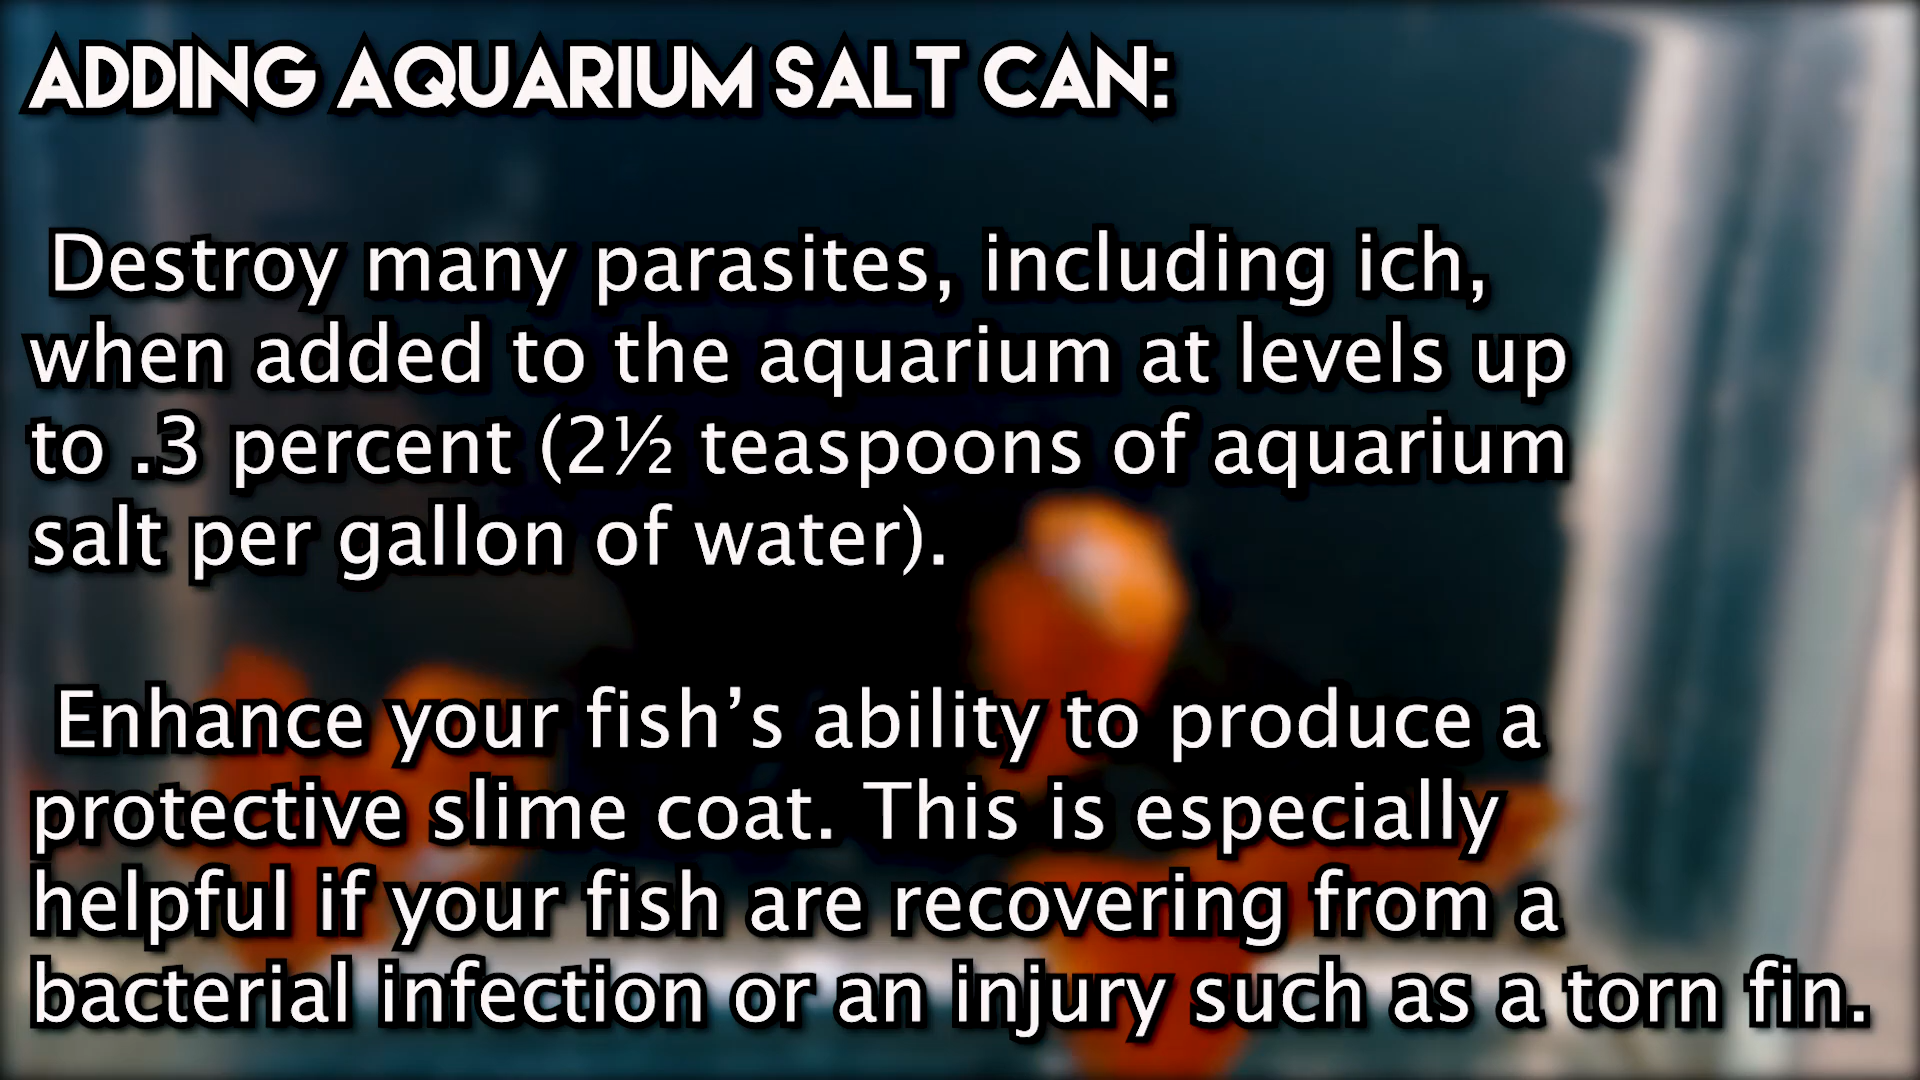 ADDING AQUARIUM SALT CAN:
Destroy many parasites, including ich,
when added to the aquarium at levels up
to .3 percent (2½ teaspoons of aquarium
salt per gallon of water).
Enhance your fish’s ability to produce a
protective slime coat. This is especially
helpful if your fish are recovering from a
bacterial infection or an injury such as a torn fin.